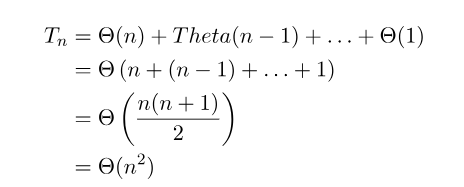 T_n = Θ(n) + Theta(n − 1) + . . . + Θ(1)
= Θ (n + (n − 1) + . . . + 1)
= Θ ( n(n + 1) / 2 )
= Θ(n²)